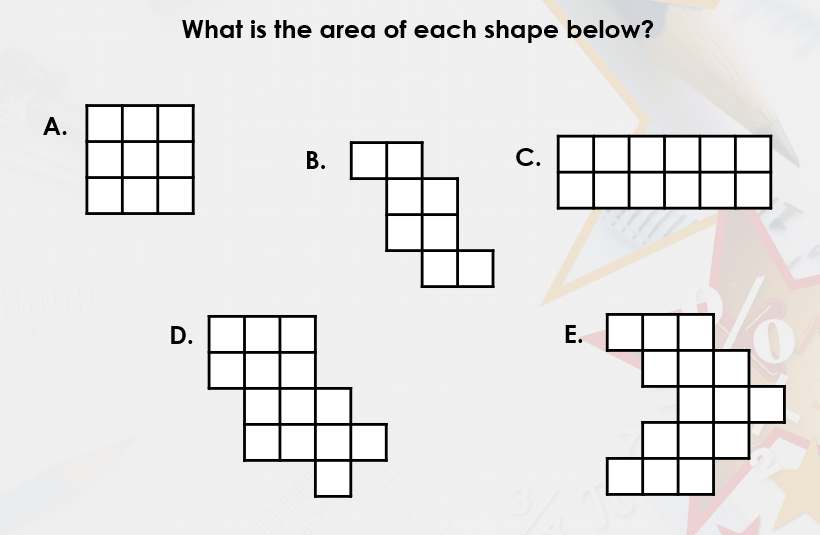 What is the area of each shape below?
A.
B.
C.
D.
E.
%